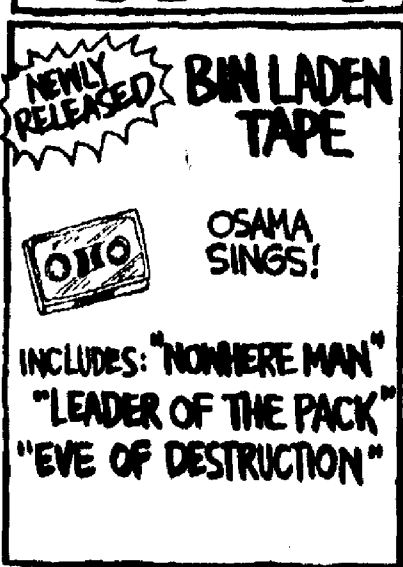 NEWLY
RELEASED
BIN LADEN
TAPE
OSAMA
SINGS!
INCLUDES: "NOWHERE MAN"
"LEADER OF THE PACK"
"EVE OF DESTRUCTION"